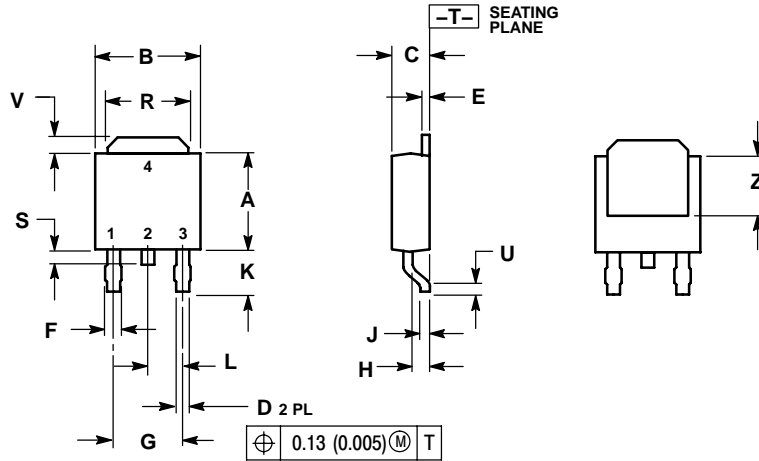 –T–
SEATING
PLANE
B
C
V
R
E
4
Z
A
S
1 2 3
K
U
F
J
L
H
D 2 PL
G
⌖ 0.13 (0.005) Ⓜ T